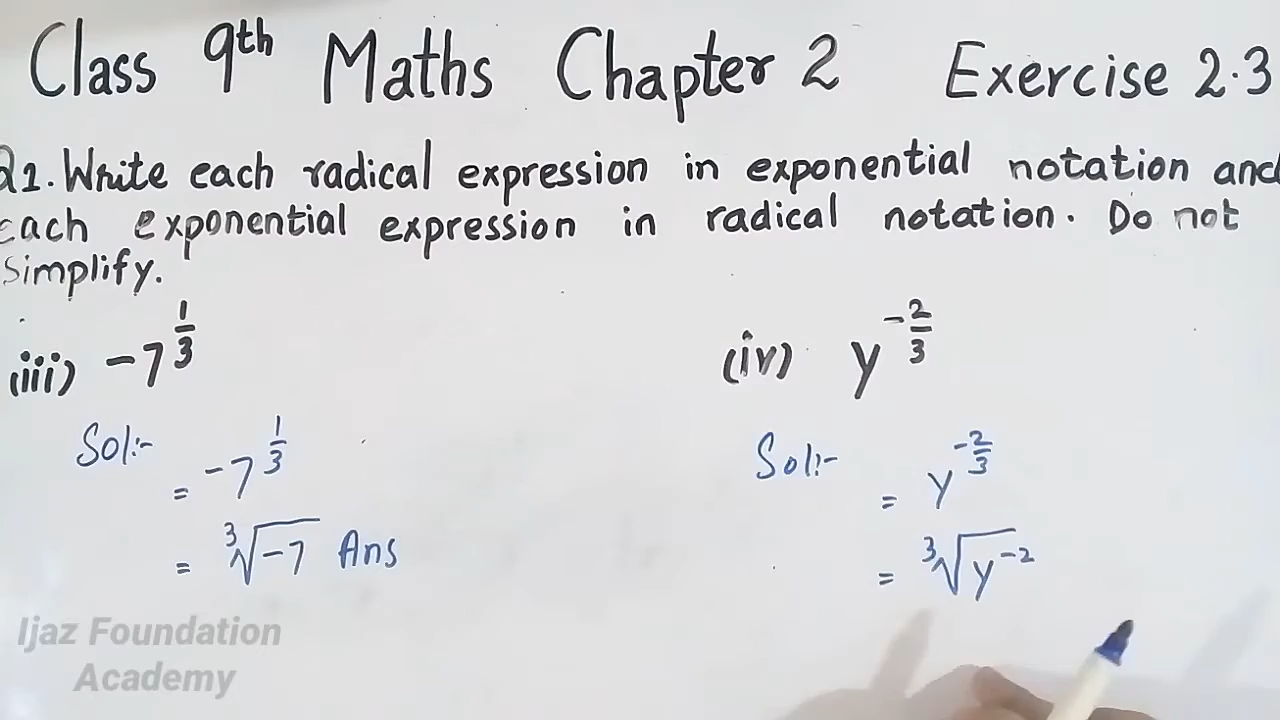 Class 9th Maths Chapter 2 Exercise 2.3
Q1. Write each radical expression in exponential notation and
each exponential expression in radical notation. Do not
simplify.
(iii) -7^{1/3} (iv) y^{-2/3}
Sol:- = -7^{1/3} Sol:- = y^{-2/3}
= ∛(-7) Ans = ∛(y^{-2})
Ijaz Foundation
Academy